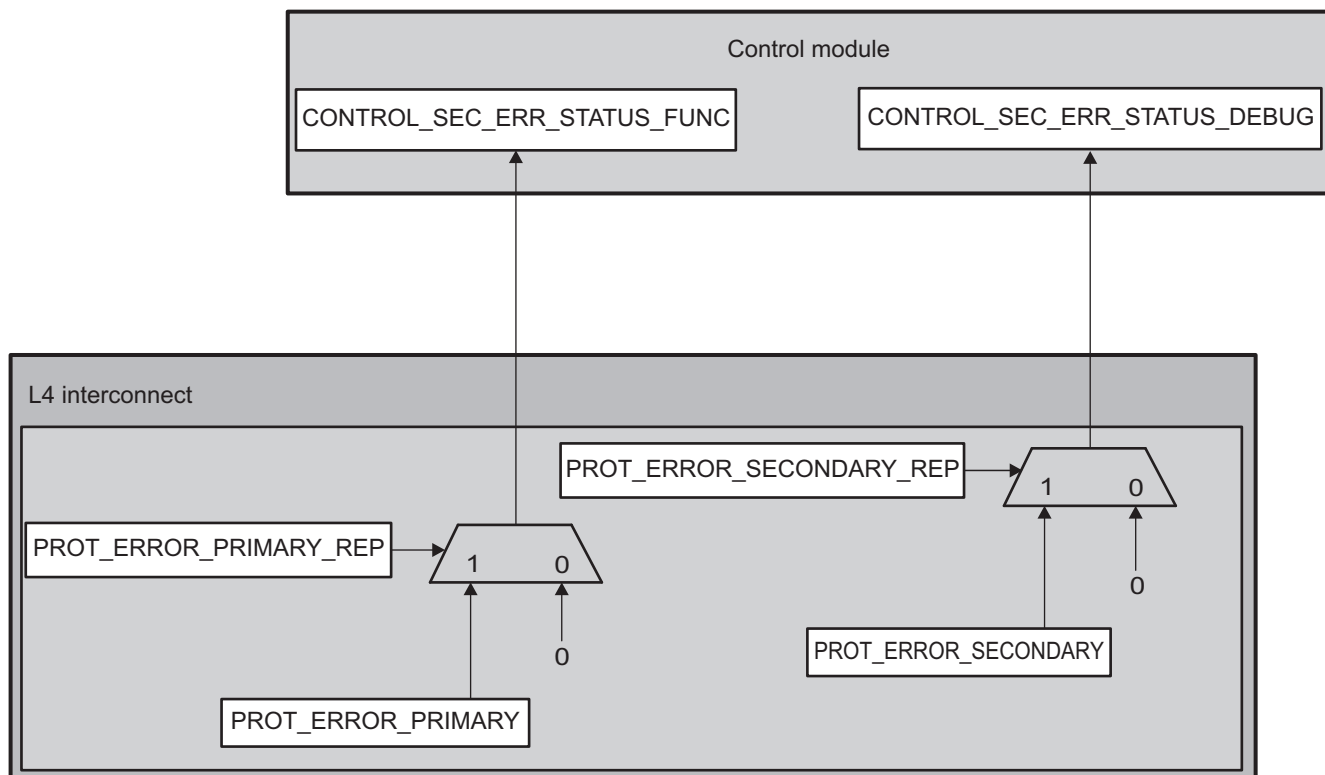 Control module
CONTROL_SEC_ERR_STATUS_FUNC
CONTROL_SEC_ERR_STATUS_DEBUG
L4 interconnect
PROT_ERROR_SECONDARY_REP
1
0
PROT_ERROR_PRIMARY_REP
1
0
0
PROT_ERROR_SECONDARY
0
PROT_ERROR_PRIMARY